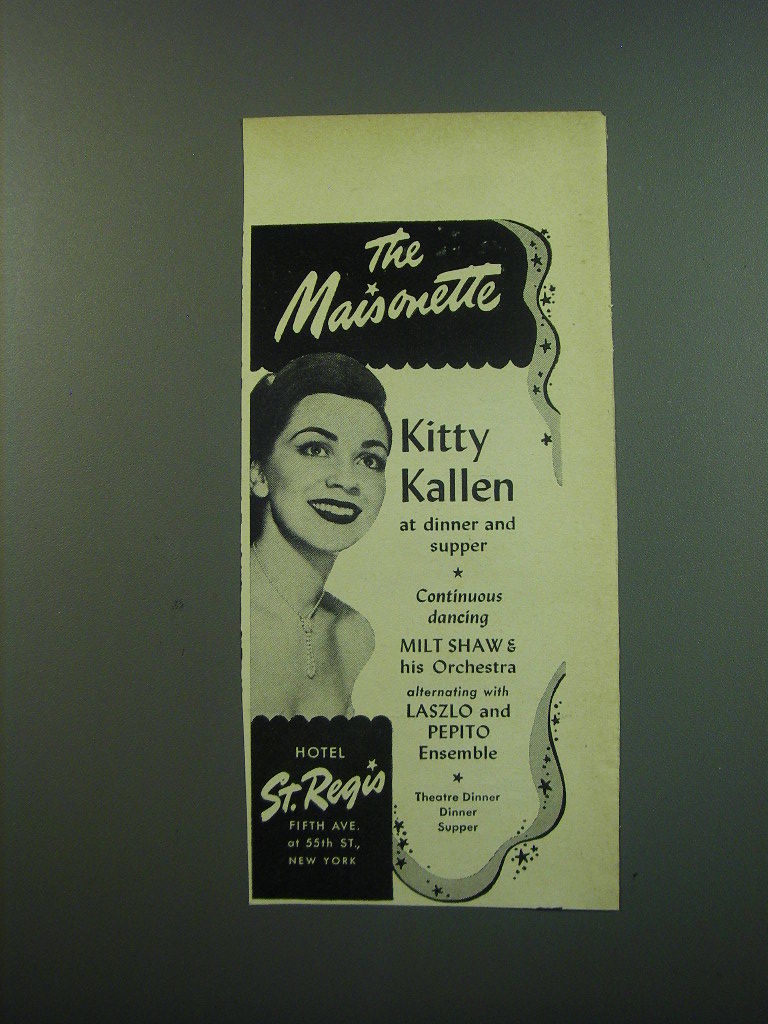 The
Maisonette
Kitty
Kallen
at dinner and
supper
Continuous
dancing
MILT SHAW &
his Orchestra
alternating with
LASZLO and
PEPITO
Ensemble
Theatre Dinner
Dinner
Supper
HOTEL
St. Regis
FIFTH AVE.
at 55th ST.,
NEW YORK